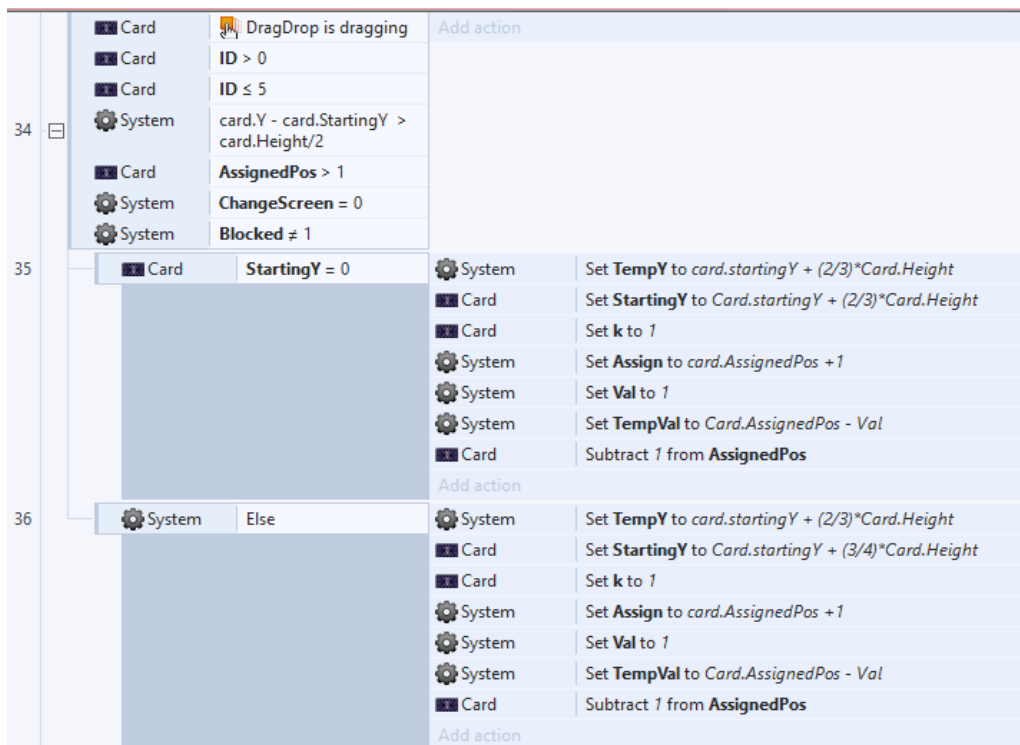 Card DragDrop is dragging Add action
Card ID > 0
Card ID ≤ 5
34 System card.Y - card.StartingY >
card.Height/2
Card AssignedPos > 1
System ChangeScreen = 0
System Blocked ≠ 1
35 Card StartingY = 0 System Set TempY to card.startingY + (2/3)*Card.Height
Card Set StartingY to Card.startingY + (2/3)*Card.Height
Card Set k to 1
System Set Assign to card.AssignedPos +1
System Set Val to 1
System Set TempVal to Card.AssignedPos - Val
Card Subtract 1 from AssignedPos
Add action
36 System Else System Set TempY to card.startingY + (2/3)*Card.Height
Card Set StartingY to Card.startingY + (3/4)*Card.Height
Card Set k to 1
System Set Assign to card.AssignedPos +1
System Set Val to 1
System Set TempVal to Card.AssignedPos - Val
Card Subtract 1 from AssignedPos
Add action